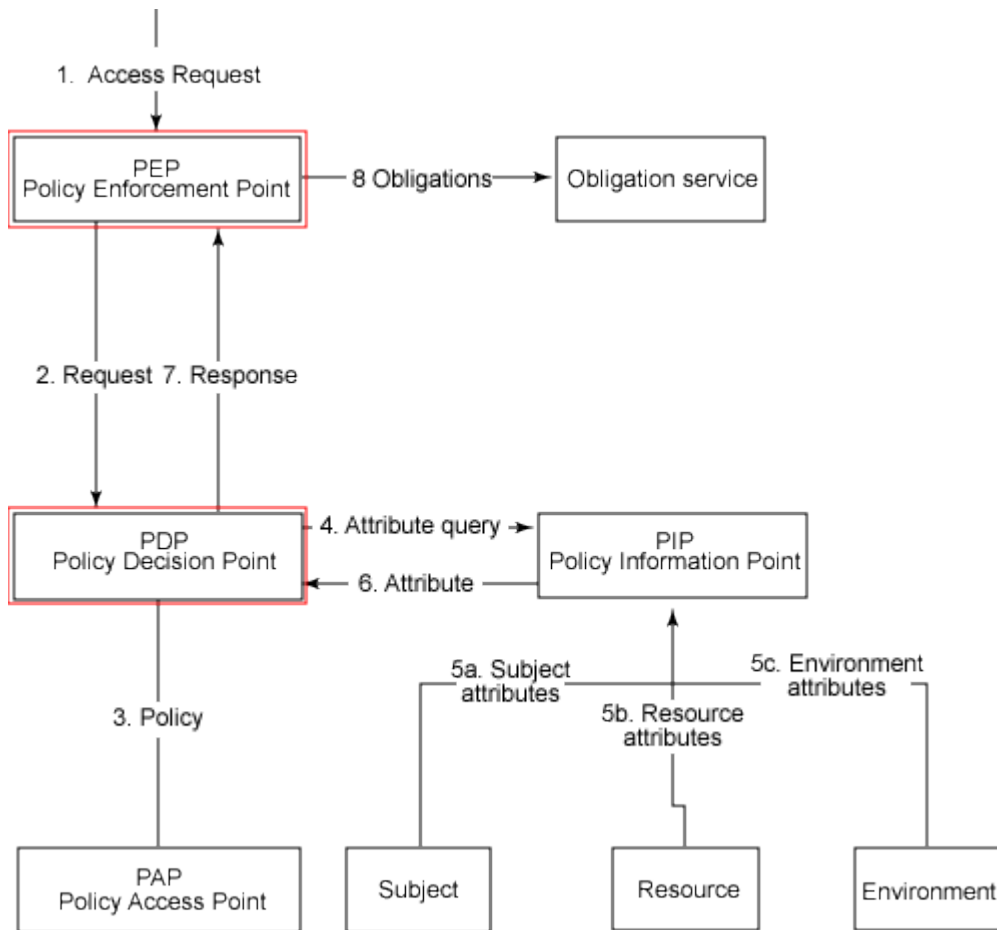 1. Access Request
PEP
Policy Enforcement Point
8 Obligations
Obligation service
2. Request
7. Response
PDP
Policy Decision Point
4. Attribute query
6. Attribute
PIP
Policy Information Point
5a. Subject
attributes
5b. Resource
attributes
5c. Environment
attributes
3. Policy
PAP
Policy Access Point
Subject
Resource
Environment